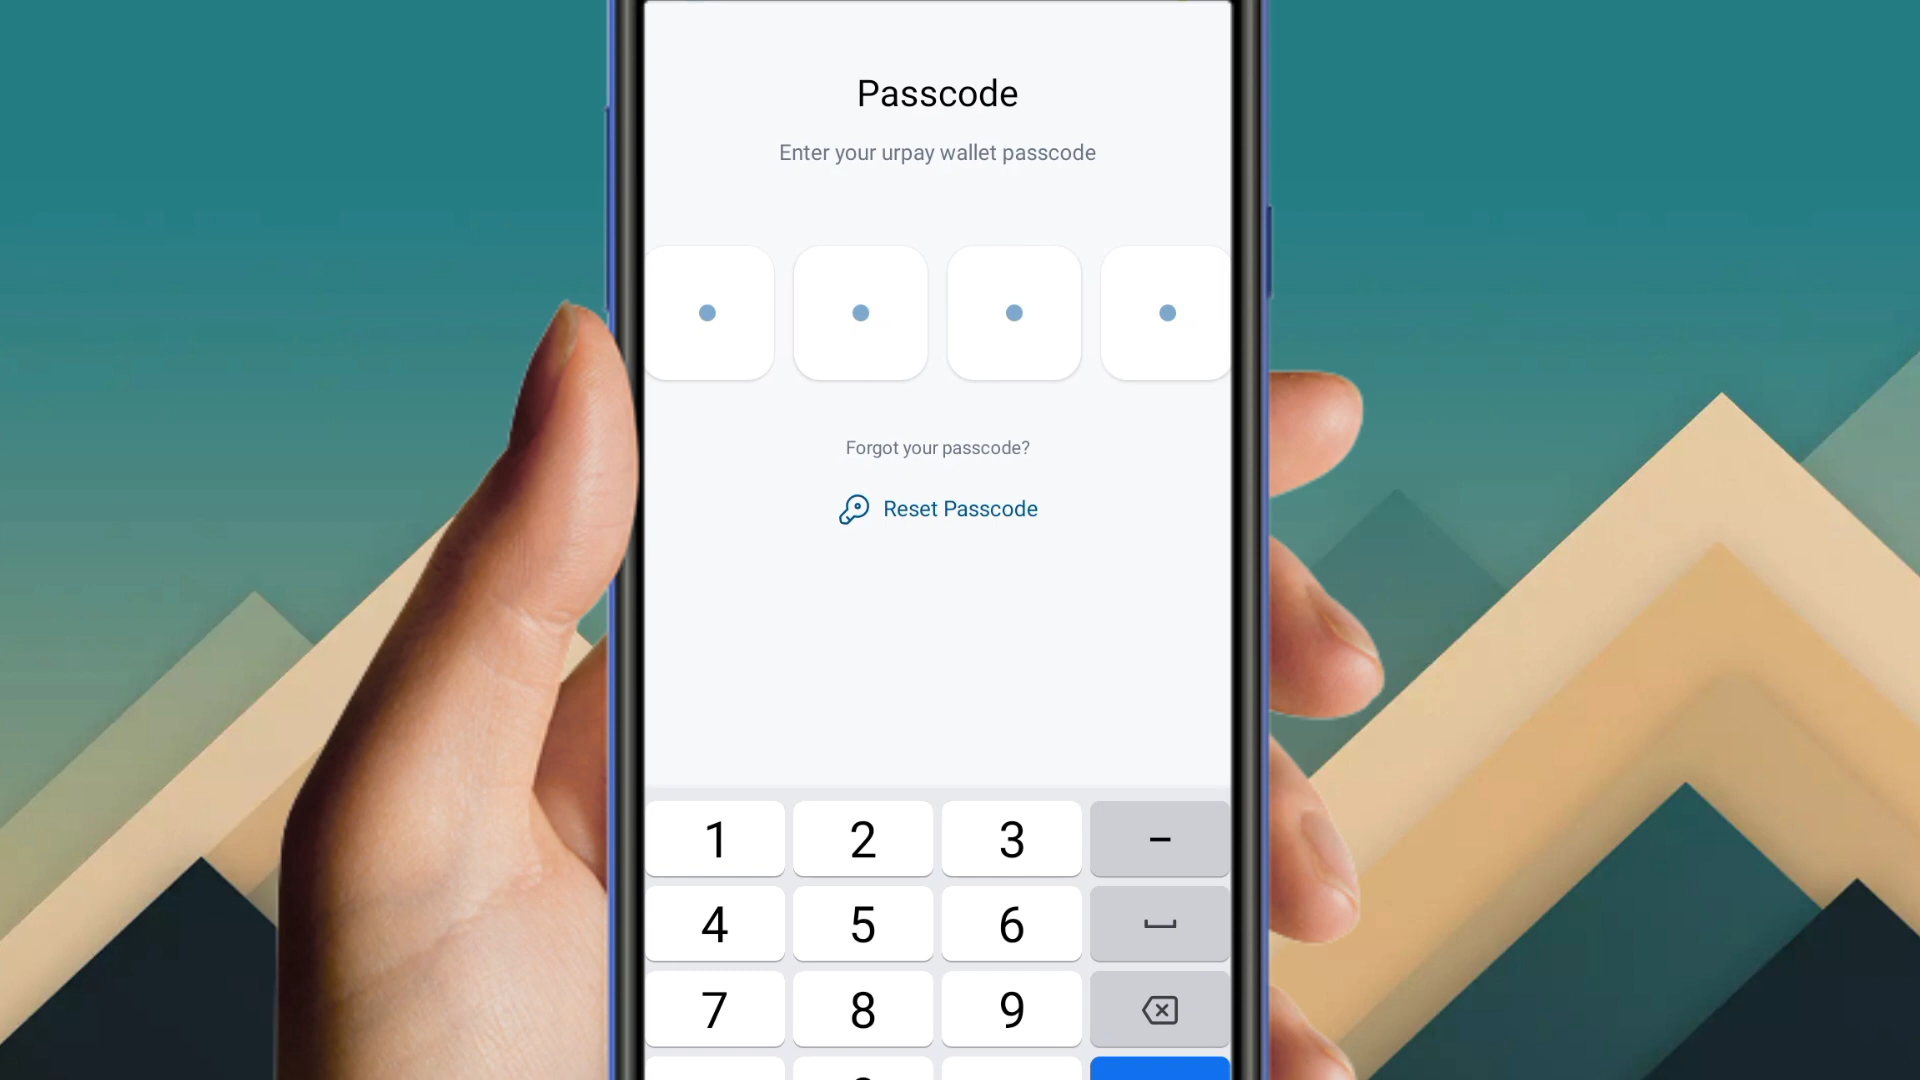 Passcode
Enter your urpay wallet passcode
Forgot your passcode?
Reset Passcode
1 2 3 -
4 5 6
7 8 9